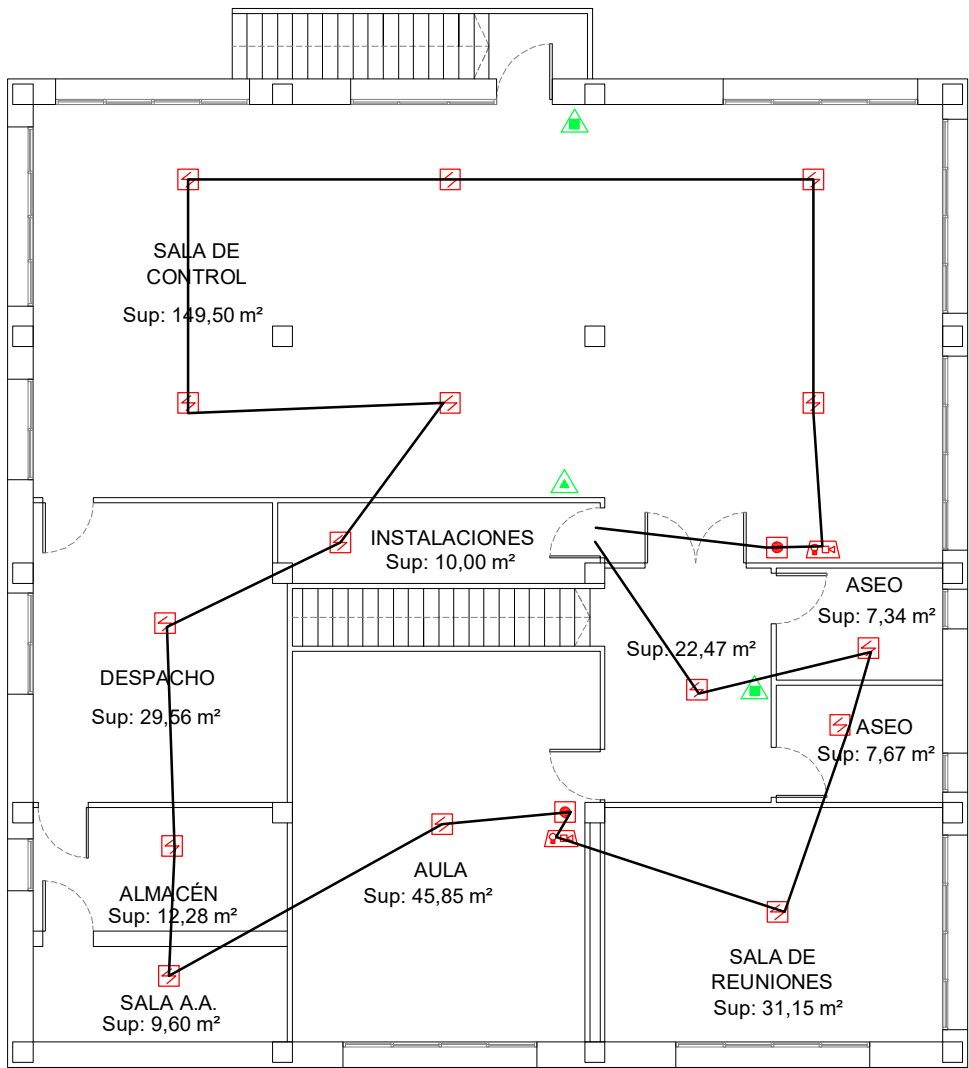 SALA DE
CONTROL
Sup: 149,50 m²
INSTALACIONES
Sup: 10,00 m²
ASEO
Sup: 7,34 m²
Sup: 22,47 m²
DESPACHO
Sup: 29,56 m²
ASEO
Sup: 7,67 m²
ALMACÉN
Sup: 12,28 m²
AULA
Sup: 45,85 m²
SALA DE
REUNIONES
Sup: 31,15 m²
SALA A.A.
Sup: 9,60 m²